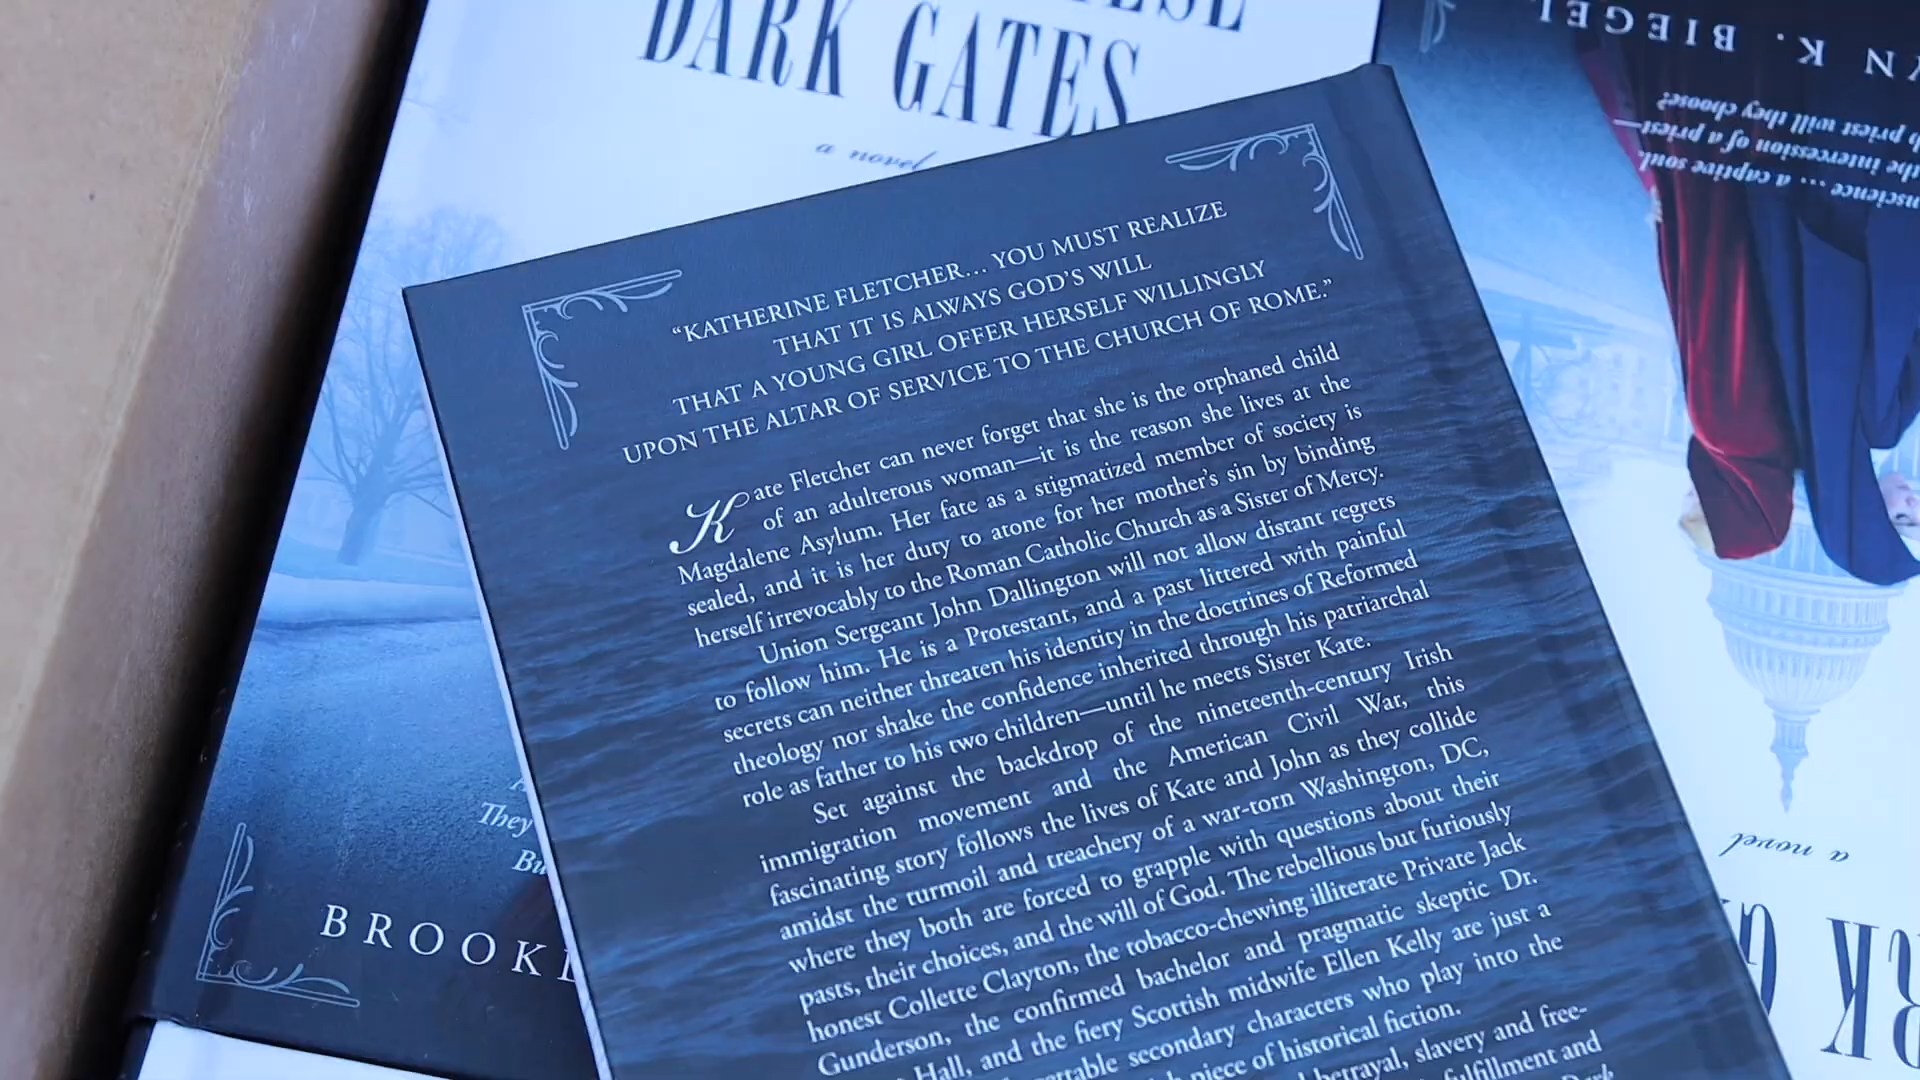 DARK GATES
a novel
"KATHERINE FLETCHER... YOU MUST REALIZE
THAT IT IS ALWAYS GOD'S WILL
THAT A YOUNG GIRL OFFER HERSELF WILLINGLY
UPON THE ALTAR OF SERVICE TO THE CHURCH OF ROME."
Kate Fletcher can never forget that she is the orphaned child
of an adulterous woman—it is the reason she lives at the
Magdalene Asylum. Her fate as a stigmatized member of society is
sealed, and it is her duty to atone for her mother's sin by binding
herself irrevocably to the Roman Catholic Church as a Sister of Mercy.
Union Sergeant John Dallington will not allow distant regrets
to follow him. He is a Protestant, and a past littered with painful
secrets can neither threaten his identity in the doctrines of Reformed
theology nor shake the confidence inherited through his patriarchal
role as father to his two children—until he meets Sister Kate.
Set against the backdrop of the nineteenth-century Irish
immigration movement and the American Civil War, this
fascinating story follows the lives of Kate and John as they collide
amidst the turmoil and treachery of a war-torn Washington, DC,
where they both are forced to grapple with questions about their
pasts, their choices, and the will of God. The rebellious but furiously
honest Collette Clayton, the tobacco-chewing illiterate Private Jack
Gunderson, the confirmed bachelor and pragmatic skeptic Dr.
Hall, and the fiery Scottish midwife Ellen Kelly are just a
secondary characters who play into the
piece of historical fiction.
betrayal, slavery and free-
fulfillment and
Dark
They
BROOK
YN K. BIEGEL
priest will they choose?
the intercession of a priest—
a captive soul.
a novel